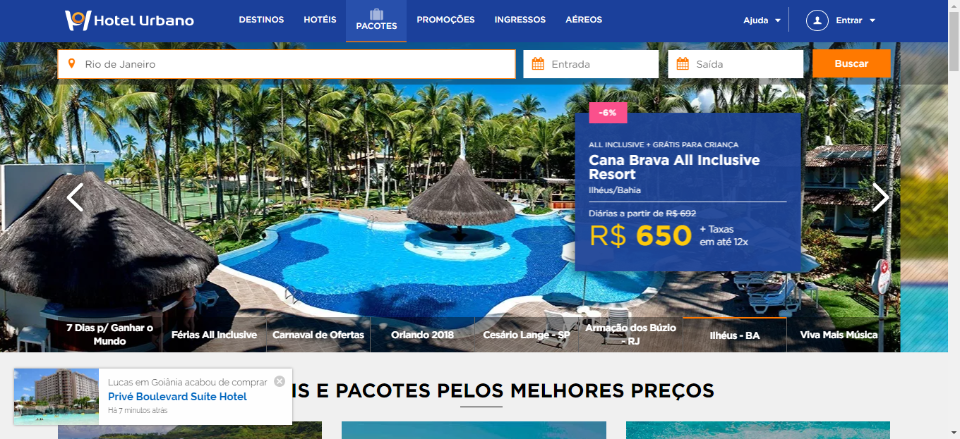 Hotel Urbano
DESTINOS
HOTÉIS
PACOTES
PROMOÇÕES
INGRESSOS
AÉREOS
Ajuda
Entrar
Rio de Janeiro
Entrada
Saída
Buscar
-6%
ALL INCLUSIVE + GRÁTIS PARA CRIANÇA
Cana Brava All Inclusive
Resort
Ilhéus/Bahia
Diárias a partir de R$ 692
R$ 650
+ Taxas
em até 12x
7 Dias p/ Ganhar o
Mundo
Férias All Inclusive
Carnaval de Ofertas
Orlando 2018
Cesário Lange - SP
Armação dos Búzio
- RJ
Ilhéus - BA
Viva Mais Música
Lucas em Goiânia acabou de comprar
Privé Boulevard Suíte Hotel
Há 7 minutos atrás
IS E PACOTES PELOS MELHORES PREÇOS